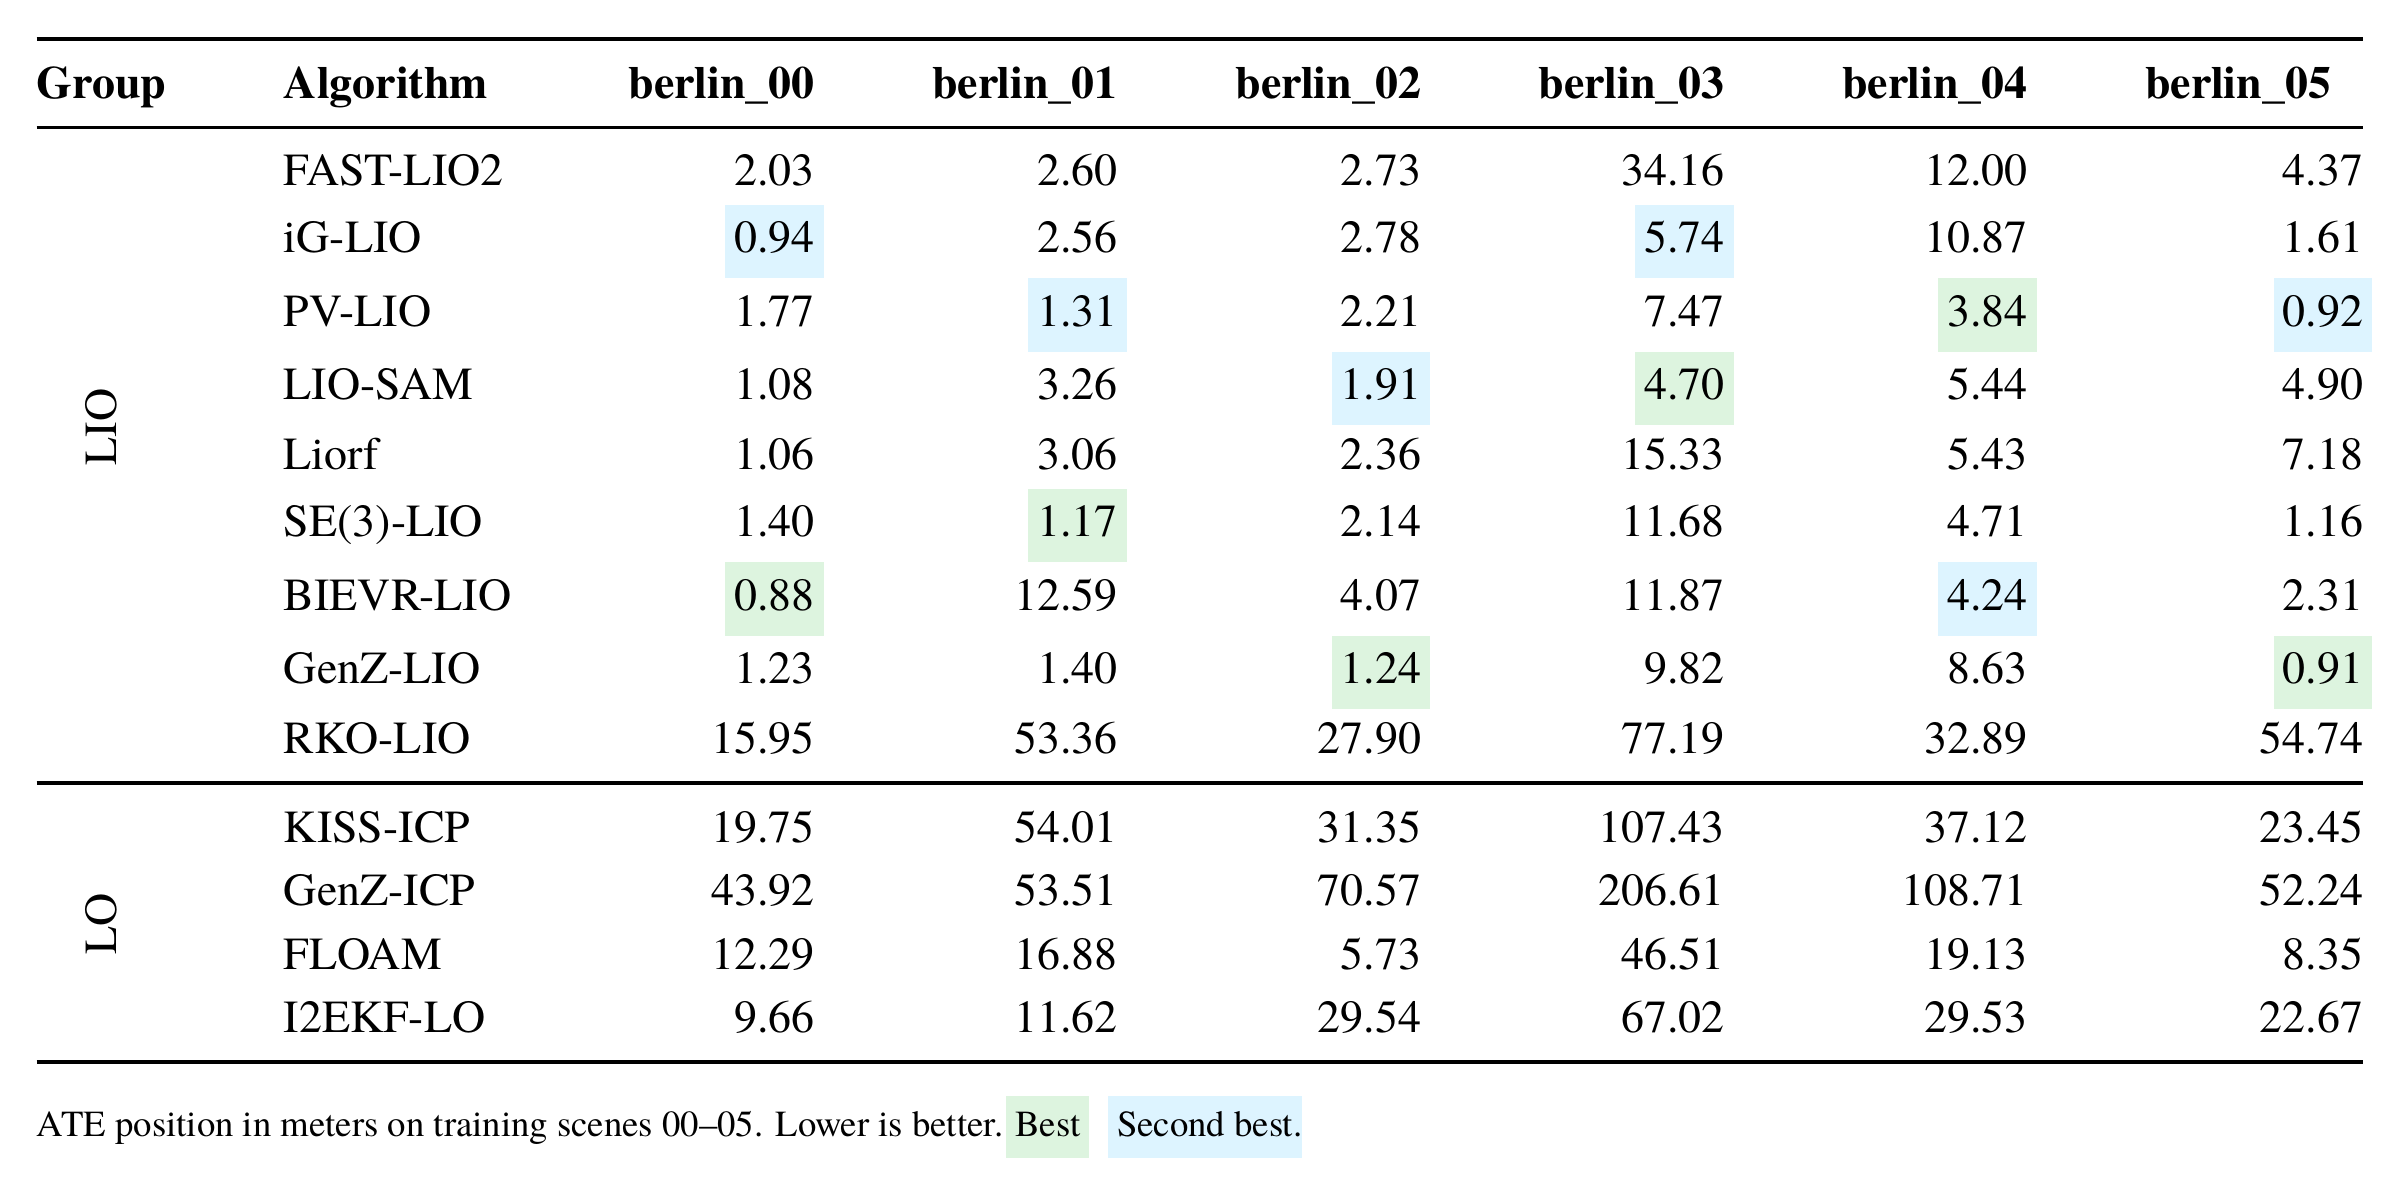 Group Algorithm berlin_00 berlin_01 berlin_02 berlin_03 berlin_04 berlin_05
LIO
FAST-LIO2 2.03 2.60 2.73 34.16 12.00 4.37
iG-LIO 0.94 2.56 2.78 5.74 10.87 1.61
PV-LIO 1.77 1.31 2.21 7.47 3.84 0.92
LIO-SAM 1.08 3.26 1.91 4.70 5.44 4.90
Liorf 1.06 3.06 2.36 15.33 5.43 7.18
SE(3)-LIO 1.40 1.17 2.14 11.68 4.71 1.16
BIEVR-LIO 0.88 12.59 4.07 11.87 4.24 2.31
GenZ-LIO 1.23 1.40 1.24 9.82 8.63 0.91
RKO-LIO 15.95 53.36 27.90 77.19 32.89 54.74
LO
KISS-ICP 19.75 54.01 31.35 107.43 37.12 23.45
GenZ-ICP 43.92 53.51 70.57 206.61 108.71 52.24
FLOAM 12.29 16.88 5.73 46.51 19.13 8.35
I2EKF-LO 9.66 11.62 29.54 67.02 29.53 22.67
ATE position in meters on training scenes 00–05. Lower is better. Best Second best.